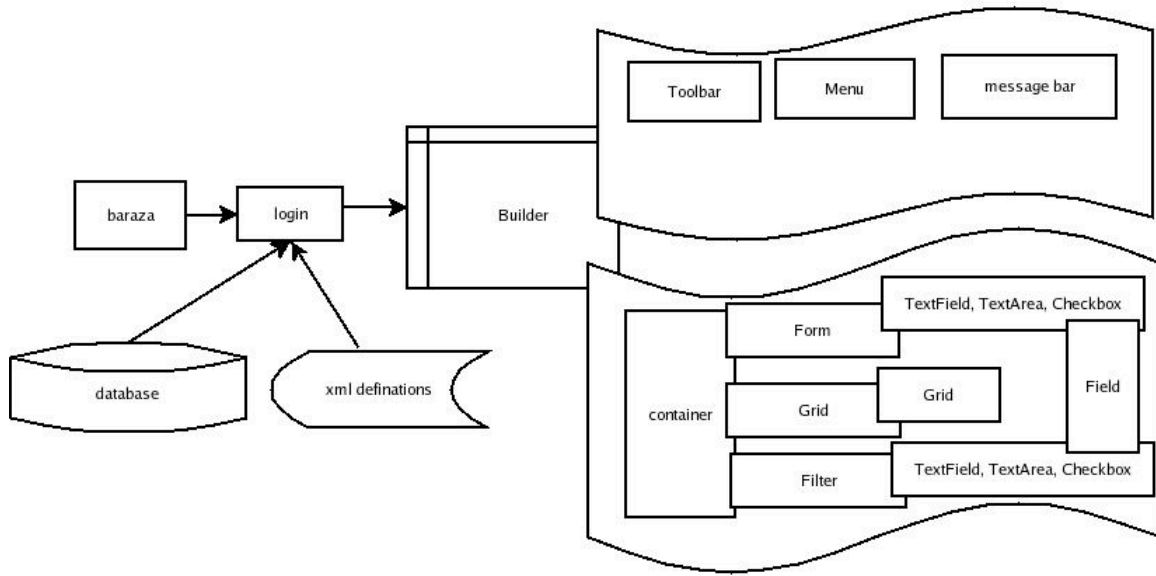 Toolbar
Menu
message bar
baraza
login
Builder
database
xml definations
container
Form
TextField, TextArea, Checkbox
Grid
Grid
Field
Filter
TextField, TextArea, Checkbox